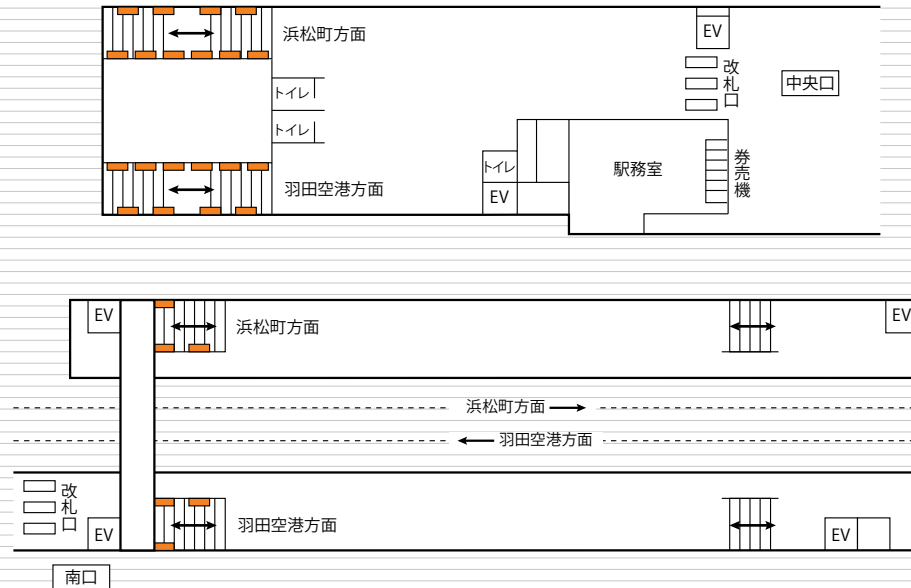 浜松町方面
EV
改札口
中央口
トイレ
トイレ
トイレ
駅務室
券売機
羽田空港方面
EV
EV
浜松町方面
EV
浜松町方面
羽田空港方面
改札口
EV
羽田空港方面
EV
南口